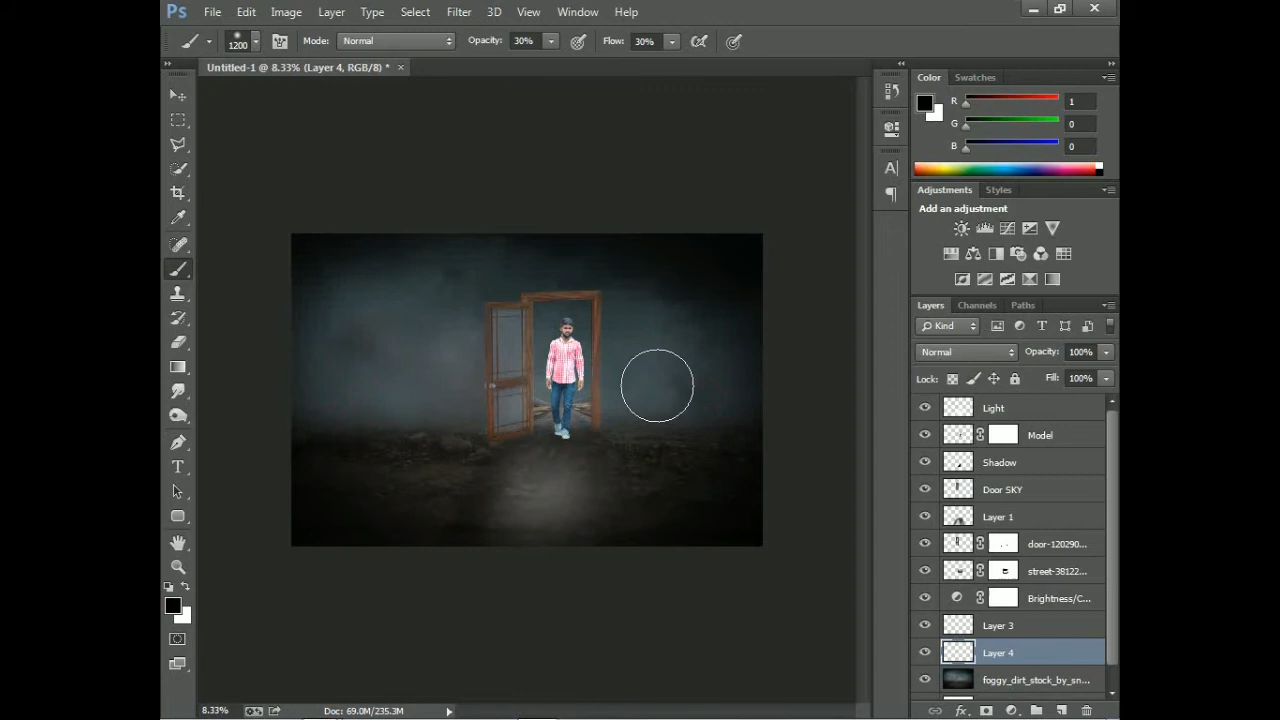 Ps File Edit Image Layer Type Select Filter 3D View Window Help
1200 Mode: Normal Opacity: 30% Flow: 30%
Untitled-1 @ 8.33% (Layer 4, RGB/8) * ×
Color Swatches
R 1
G 0
B 0
Adjustments Styles
Add an adjustment
Layers Channels Paths
Kind
Normal Opacity: 100%
Lock: Fill: 100%
Light
Model
Shadow
Door SKY
Layer 1
door-120290...
street-38122...
Brightness/C...
Layer 3
Layer 4
foggy_dirt_stock_by_sn...
8.33% Doc: 69.0M/235.3M